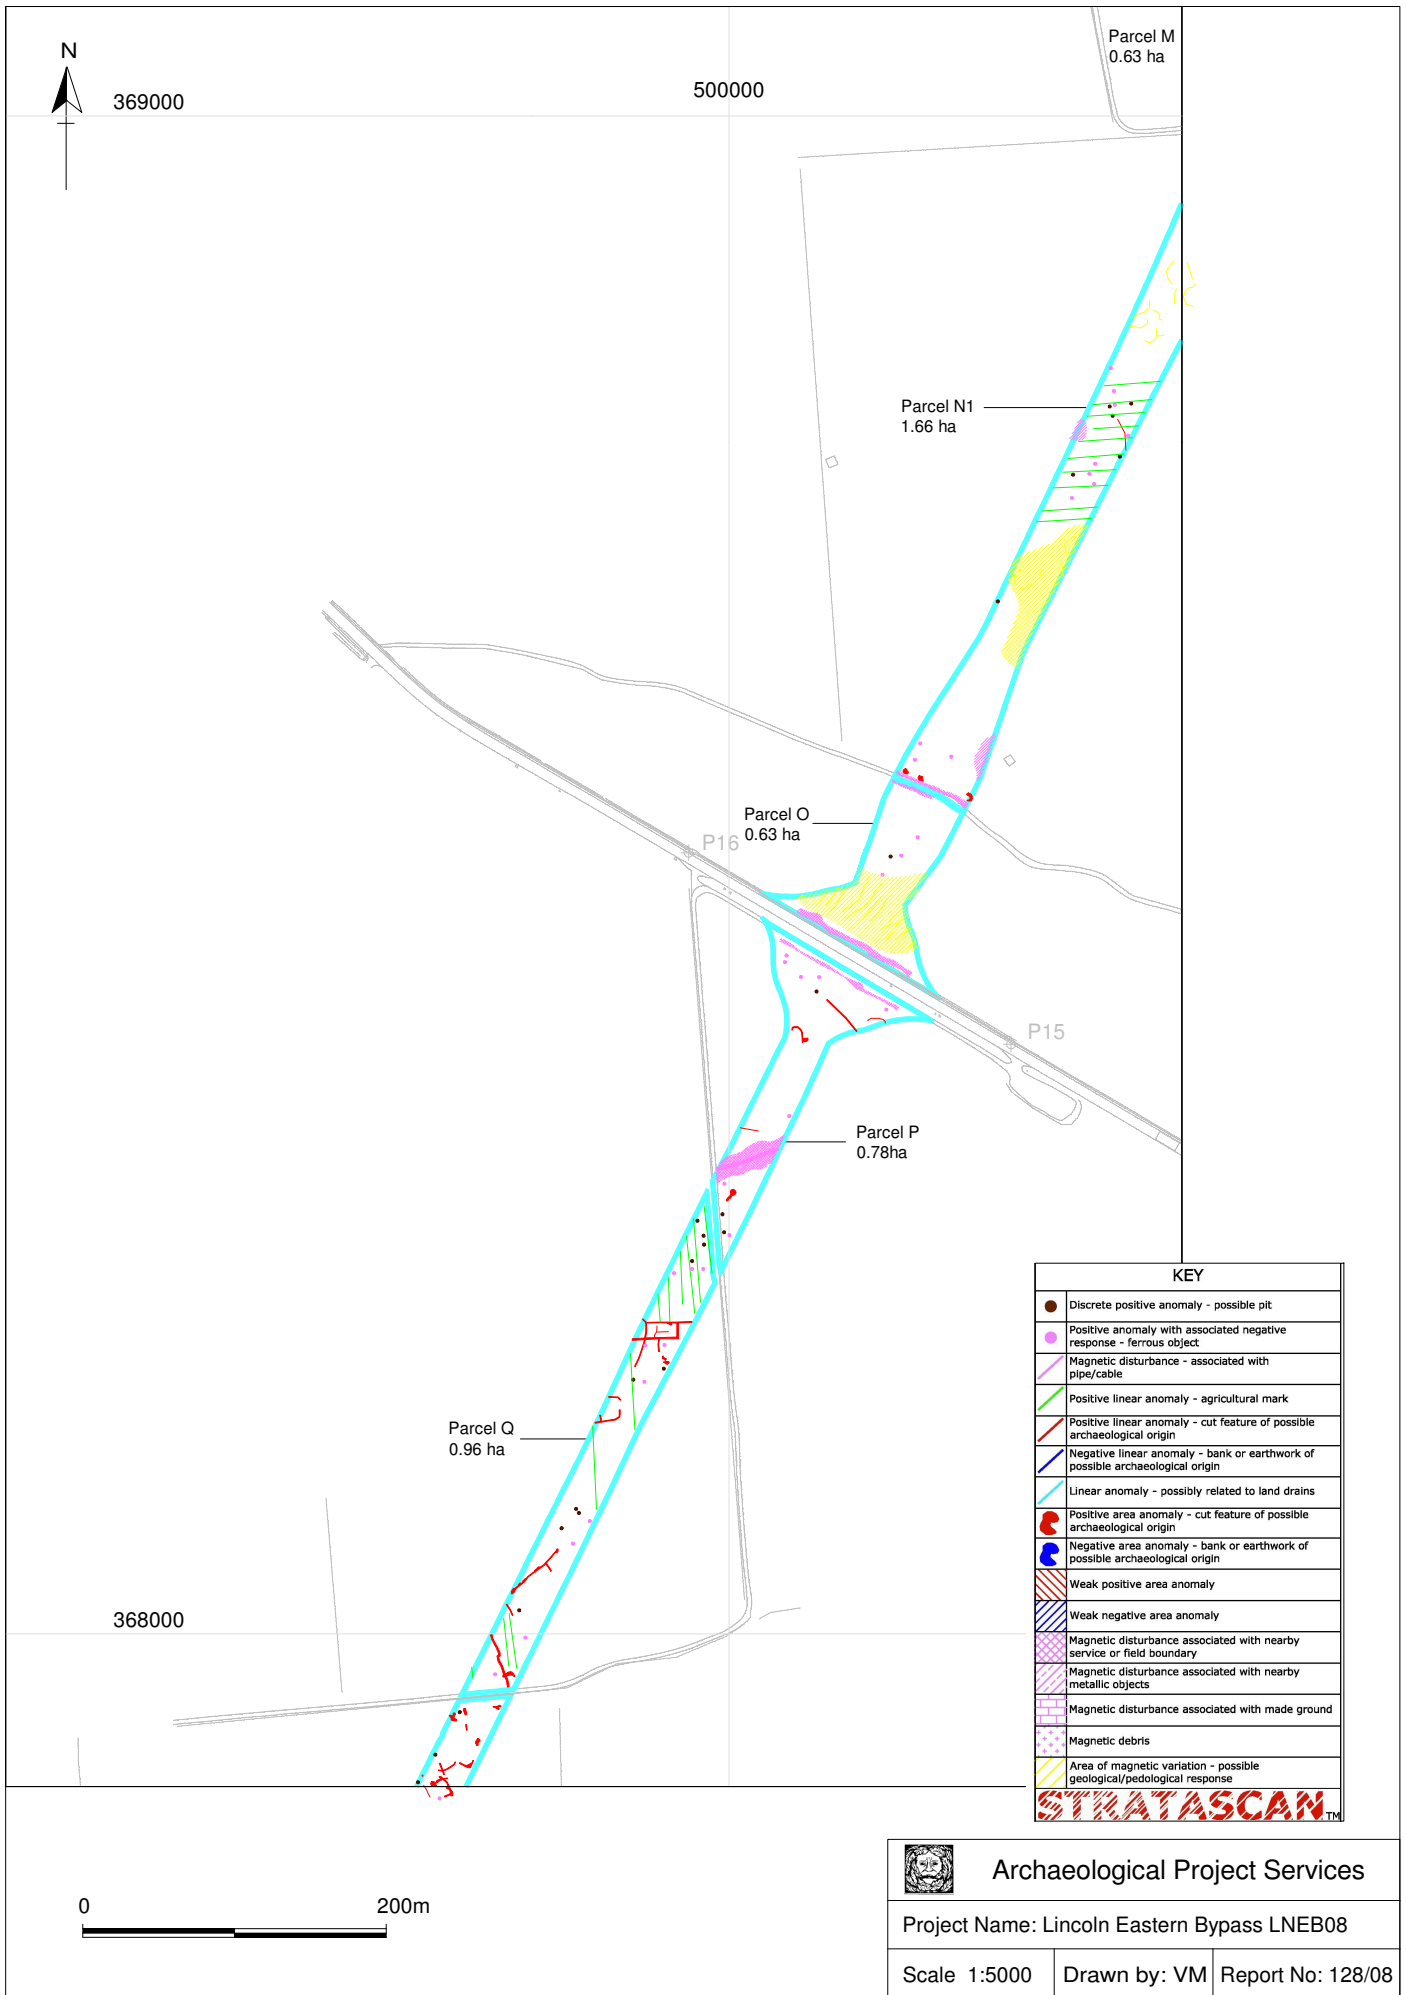 N
369000
500000
Parcel M
0.63 ha
Parcel N1
1.66 ha
Parcel O
0.63 ha
P16
P15
Parcel P
0.78ha
Parcel Q
0.96 ha
368000
KEY
Discrete positive anomaly - possible pit
Positive anomaly with associated negative
response - ferrous object
Magnetic disturbance - associated with
pipe/cable
Positive linear anomaly - agricultural mark
Positive linear anomaly - cut feature of possible
archaeological origin
Negative linear anomaly - bank or earthwork of
possible archaeological origin
Linear anomaly - possibly related to land drains
Positive area anomaly - cut feature of possible
archaeological origin
Negative area anomaly - bank or earthwork of
possible archaeological origin
Weak positive area anomaly
Weak negative area anomaly
Magnetic disturbance associated with nearby
service or field boundary
Magnetic disturbance associated with nearby
metallic objects
Magnetic disturbance associated with made ground
Magnetic debris
Area of magnetic variation - possible
geological/pedological response
STRATASCAN TM
0 200m
Archaeological Project Services
Project Name: Lincoln Eastern Bypass LNEB08
Scale 1:5000 Drawn by: VM Report No: 128/08